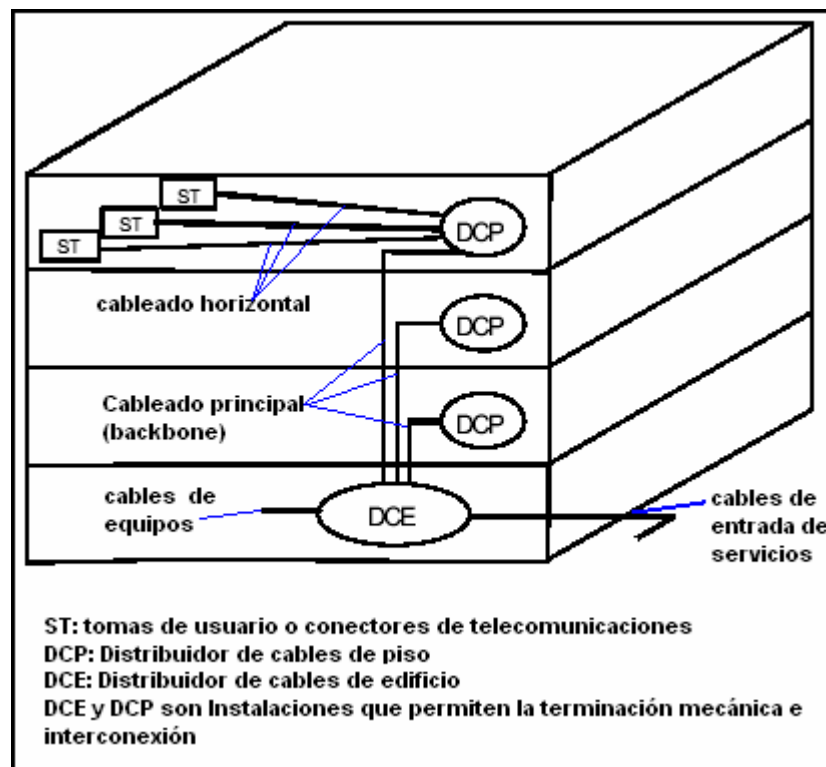 ST
ST
ST
DCP
cableado horizontal
DCP
Cableado principal
(backbone)
DCP
cables de
equipos
DCE
cables de
entrada de
servicios
ST: tomas de usuario o conectores de telecomunicaciones
DCP: Distribuidor de cables de piso
DCE: Distribuidor de cables de edificio
DCE y DCP son Instalaciones que permiten la terminación mecánica e
interconexión